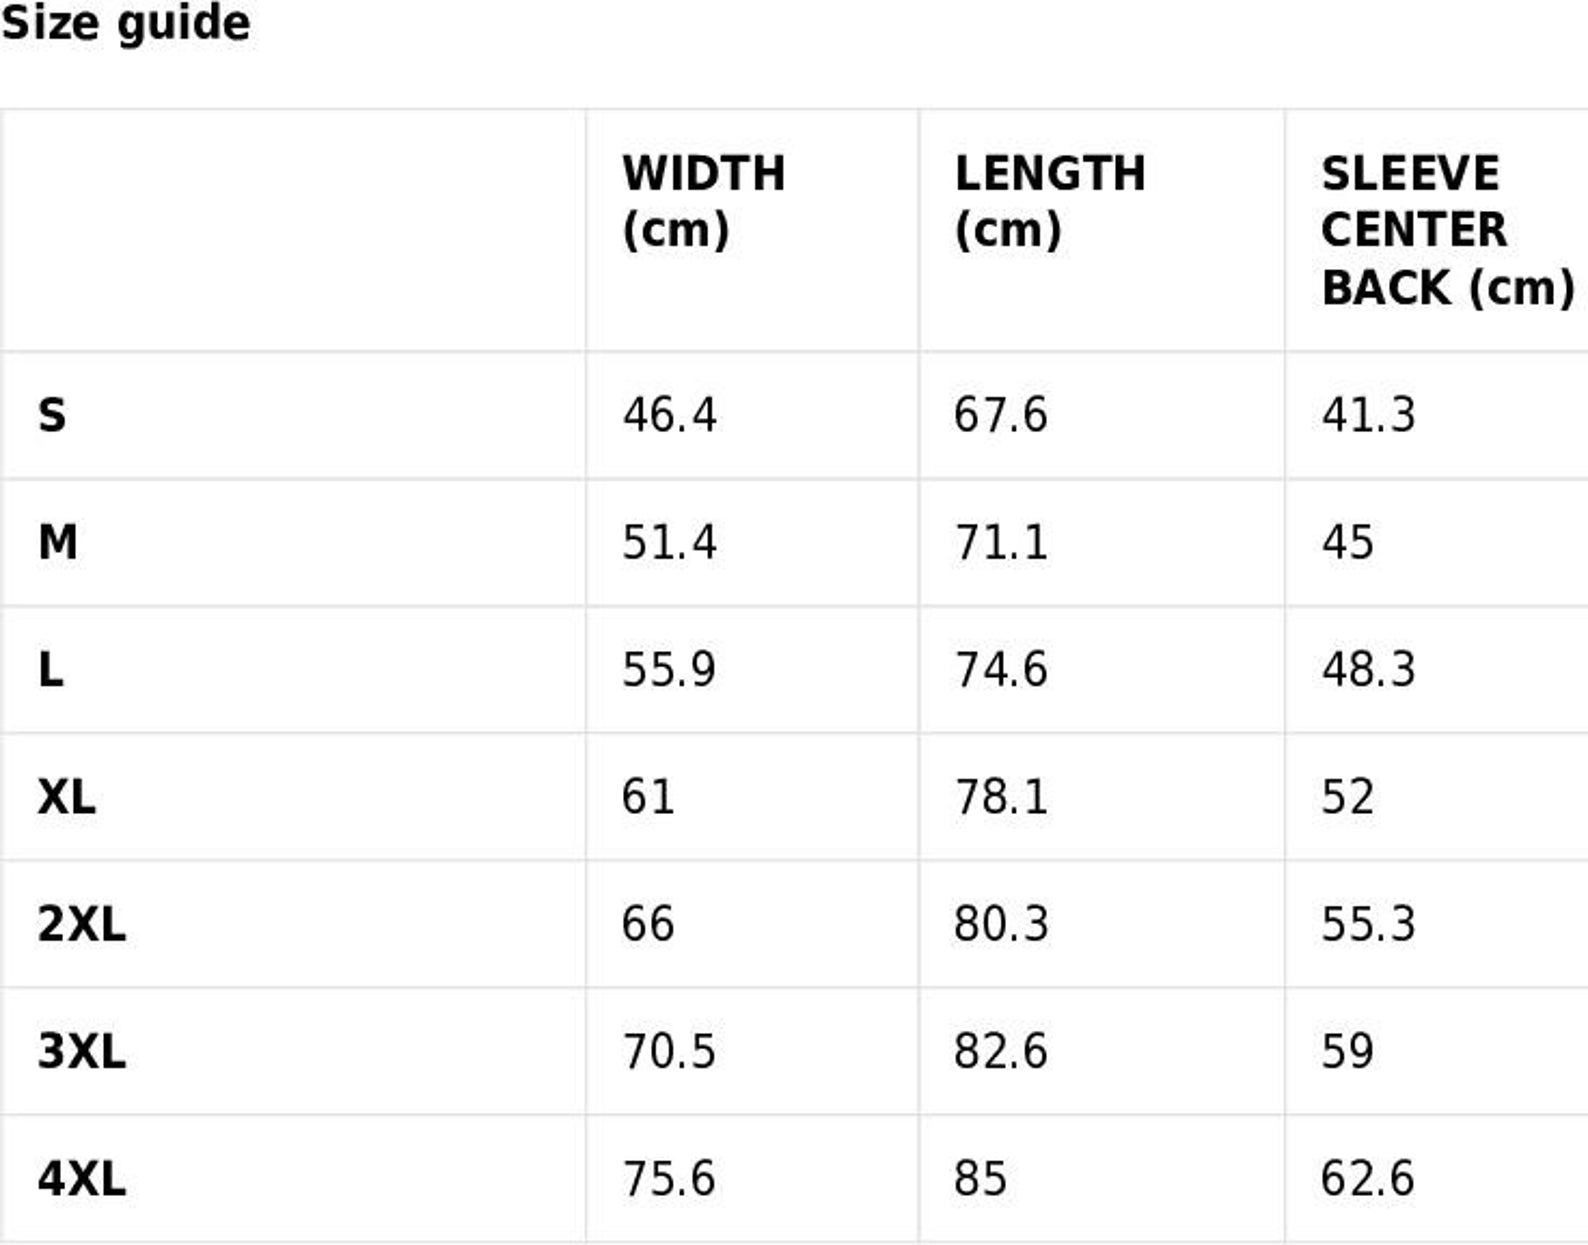 Size guide
WIDTH (cm) LENGTH (cm) SLEEVE CENTER BACK (cm)
S 46.4 67.6 41.3
M 51.4 71.1 45
L 55.9 74.6 48.3
XL 61 78.1 52
2XL 66 80.3 55.3
3XL 70.5 82.6 59
4XL 75.6 85 62.6